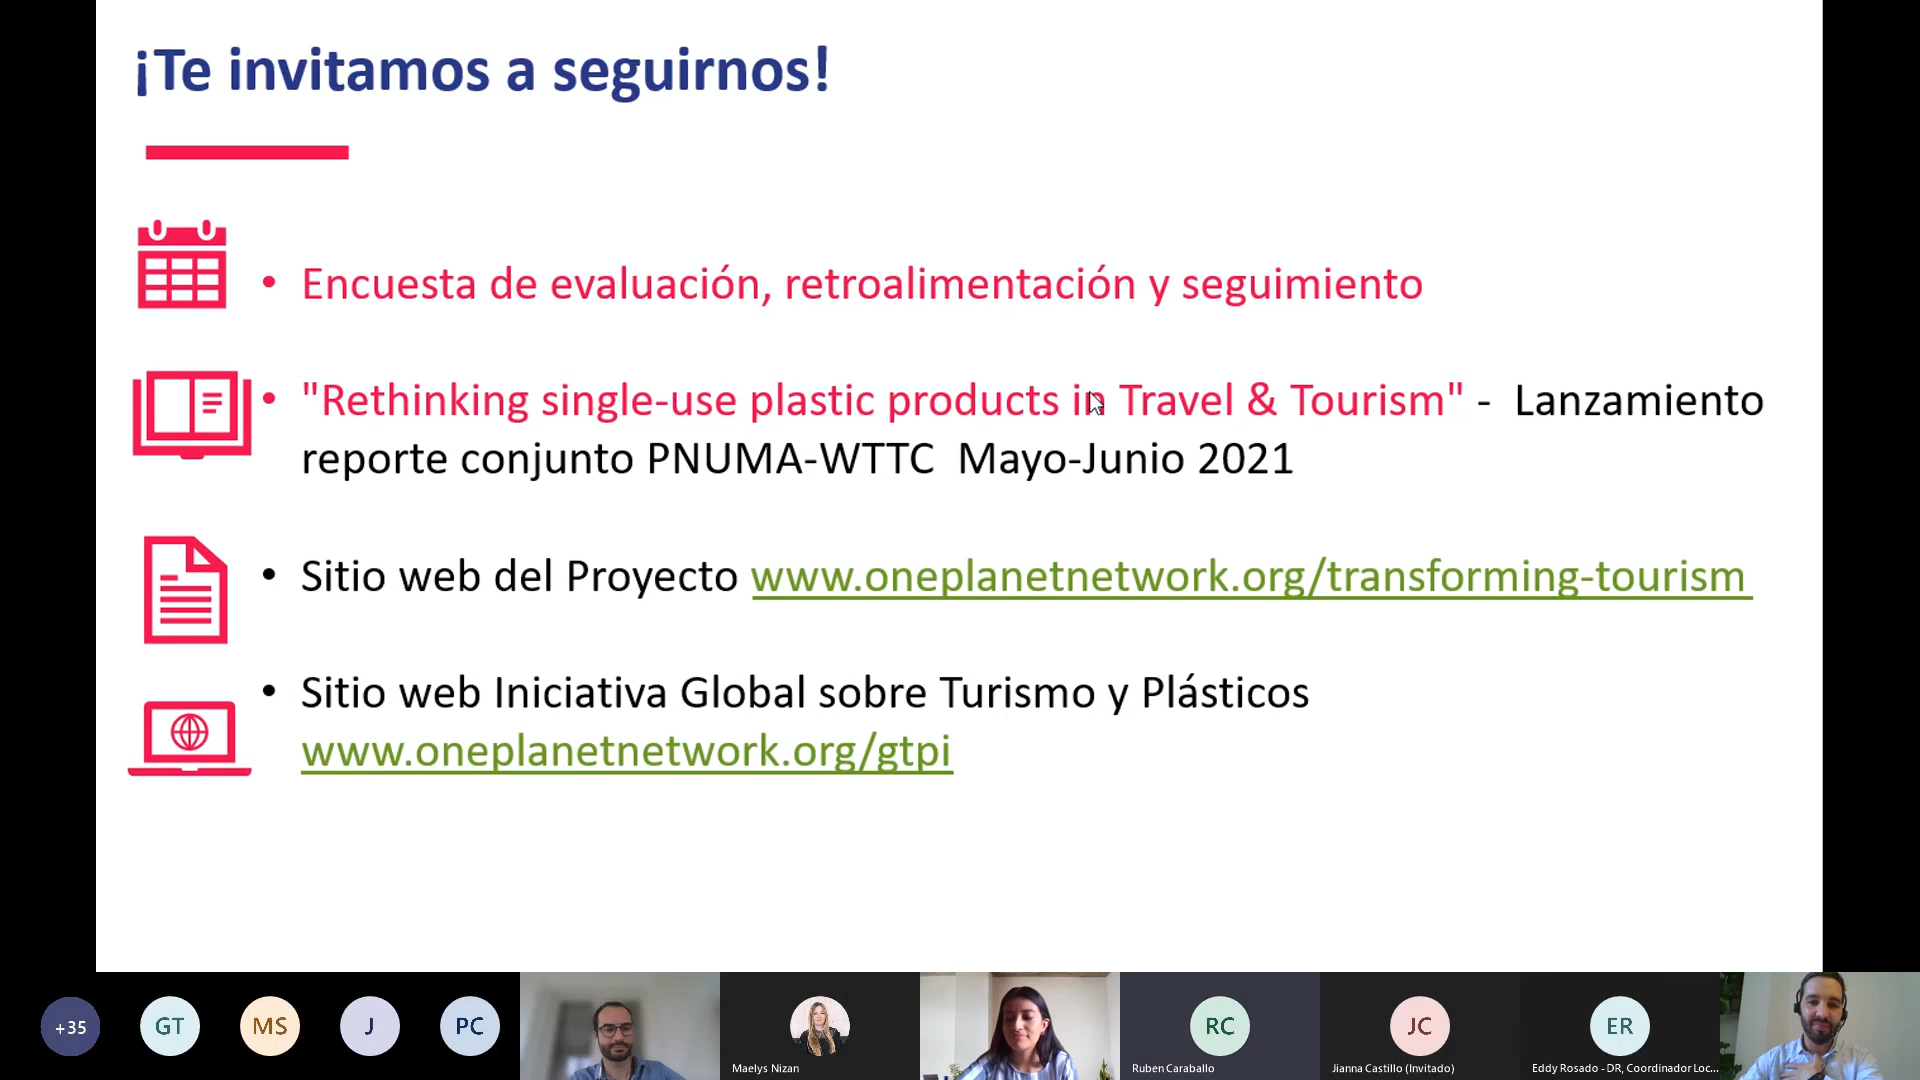 ¡Te invitamos a seguirnos!
• Encuesta de evaluación, retroalimentación y seguimiento
• "Rethinking single-use plastic products in Travel & Tourism" - Lanzamiento
reporte conjunto PNUMA-WTTC Mayo-Junio 2021
• Sitio web del Proyecto www.oneplanetnetwork.org/transforming-tourism
• Sitio web Iniciativa Global sobre Turismo y Plásticos
www.oneplanetnetwork.org/gtpi
+35
GT
MS
J
PC
Maelys Nizan
RC
Ruben Caraballo
JC
Jianna Castillo (Invitado)
ER
Eddy Rosado - DR, Coordinador Loc...